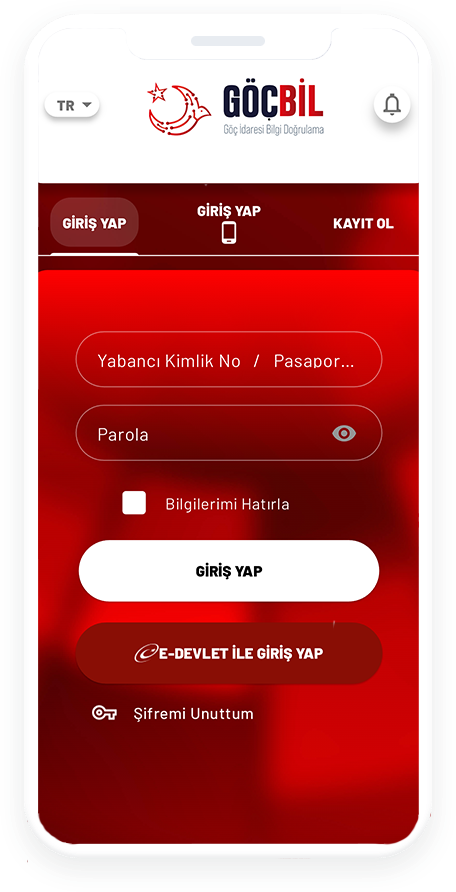 TR
GÖÇBİL
Göç İdaresi Bilgi Doğrulama
GİRİŞ YAP
GİRİŞ YAP
KAYIT OL
Yabancı Kimlik No / Pasapor...
Parola
Bilgilerimi Hatırla
GİRİŞ YAP
E-DEVLET İLE GİRİŞ YAP
Şifremi Unuttum